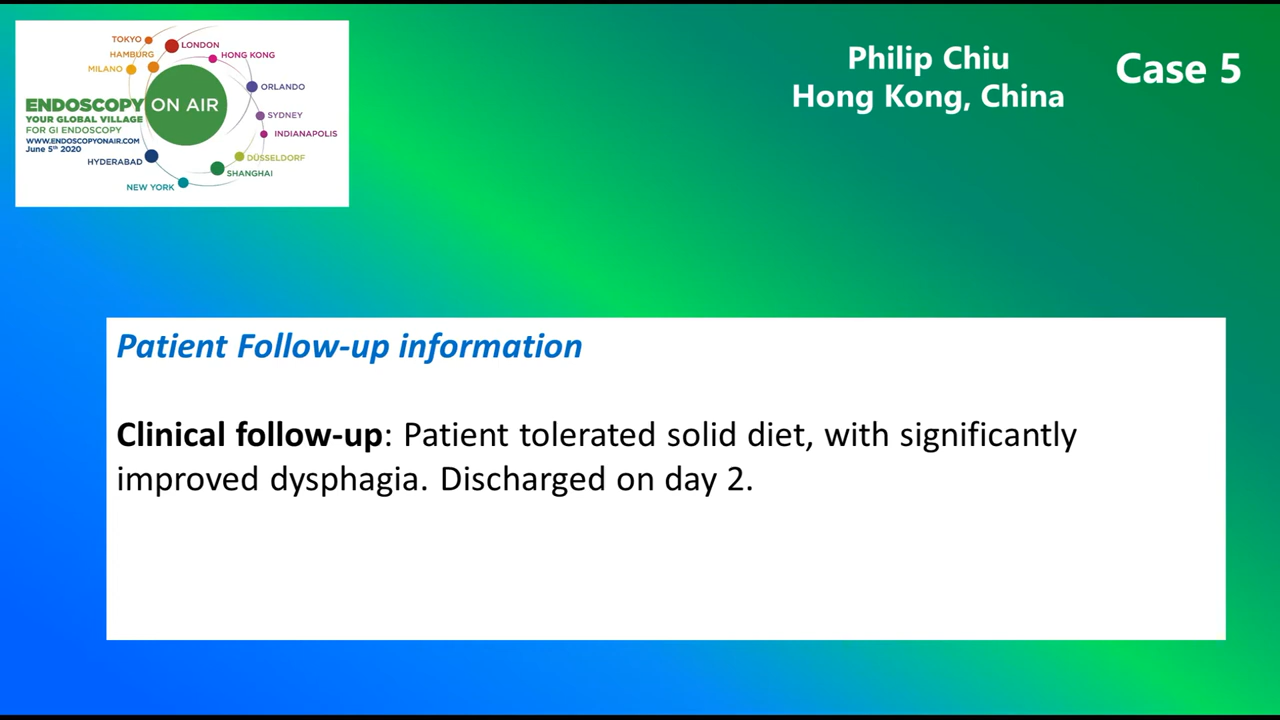 TOKYO
LONDON
HAMBURG
HONG KONG
MILANO
ORLANDO
ENDOSCOPY ON AIR
YOUR GLOBAL VILLAGE
SYDNEY
FOR GI ENDOSCOPY
INDIANAPOLIS
WWW.ENDOSCOPYONAIR.COM
June 5th 2020
HYDERABAD
DÜSSELDORF
SHANGHAI
NEW YORK
Philip Chiu
Hong Kong, China
Case 5
Patient Follow-up information
Clinical follow-up: Patient tolerated solid diet, with significantly
improved dysphagia. Discharged on day 2.